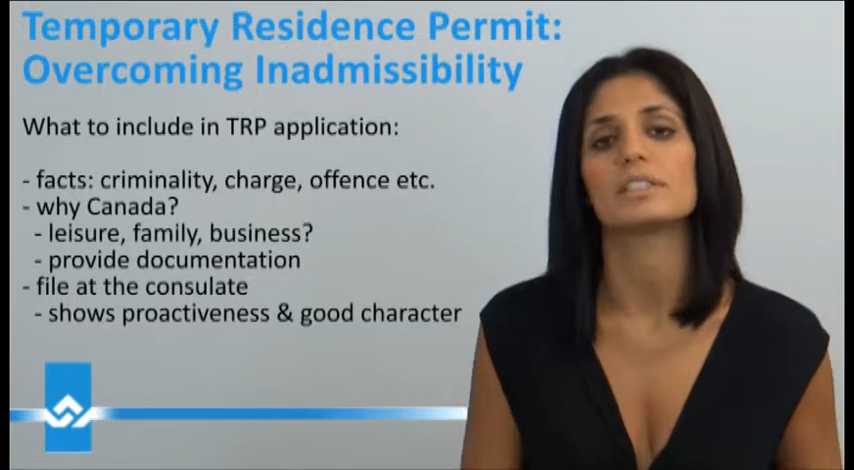 Temporary Residence Permit:
Overcoming Inadmissibility
What to include in TRP application:
- facts: criminality, charge, offence etc.
- why Canada?
- leisure, family, business?
- provide documentation
- file at the consulate
- shows proactiveness & good character